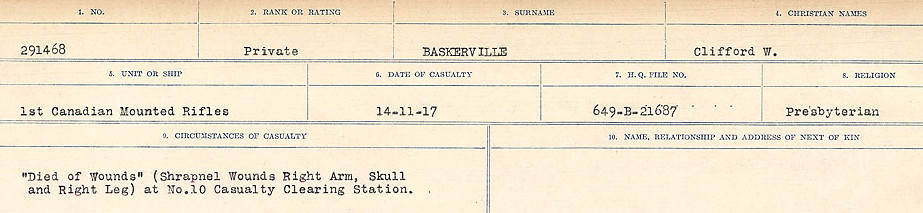 1. NO. 2. RANK OR RATING 3. SURNAME 4. CHRISTIAN NAMES
291468 Private BASKERVILLE Clifford W.
5. UNIT OR SHIP 6. DATE OF CASUALTY 7. H.Q. FILE NO. 8. RELIGION
1st Canadian Mounted Rifles 14-11-17 649-B-21687 Presbyterian
9. CIRCUMSTANCES OF CASUALTY 10. NAME, RELATIONSHIP AND ADDRESS OF NEXT OF KIN
"Died of Wounds" (Shrapnel Wounds Right Arm, Skull
and Right Leg) at No.10 Casualty Clearing Station.